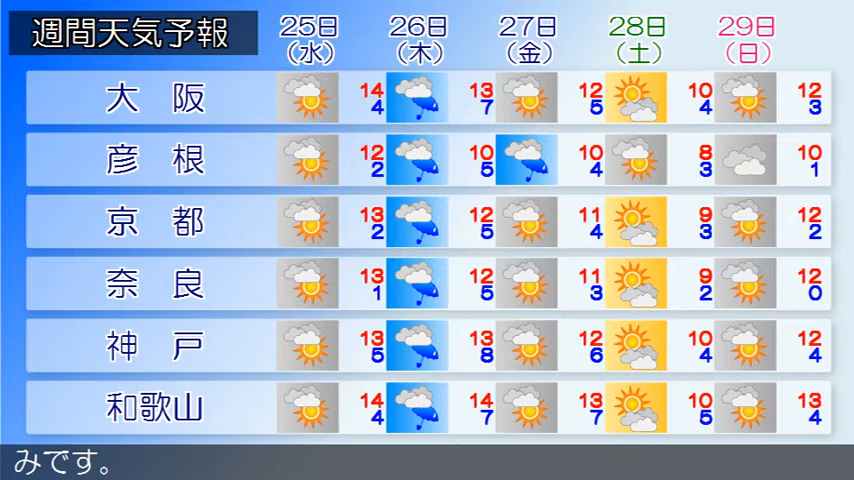 週間天気予報 25日 26日 27日 28日 29日
(水) (木) (金) (土) (日)
大 阪 14 4 13 7 12 5 10 4 12 3
彦 根 12 2 10 5 10 4 8 3 10 1
京 都 13 2 12 5 11 4 9 3 12 2
奈 良 13 1 12 5 11 3 9 2 12 0
神 戸 13 5 13 8 12 6 10 4 12 4
和歌山 14 4 14 7 13 7 10 5 13 4
みです。